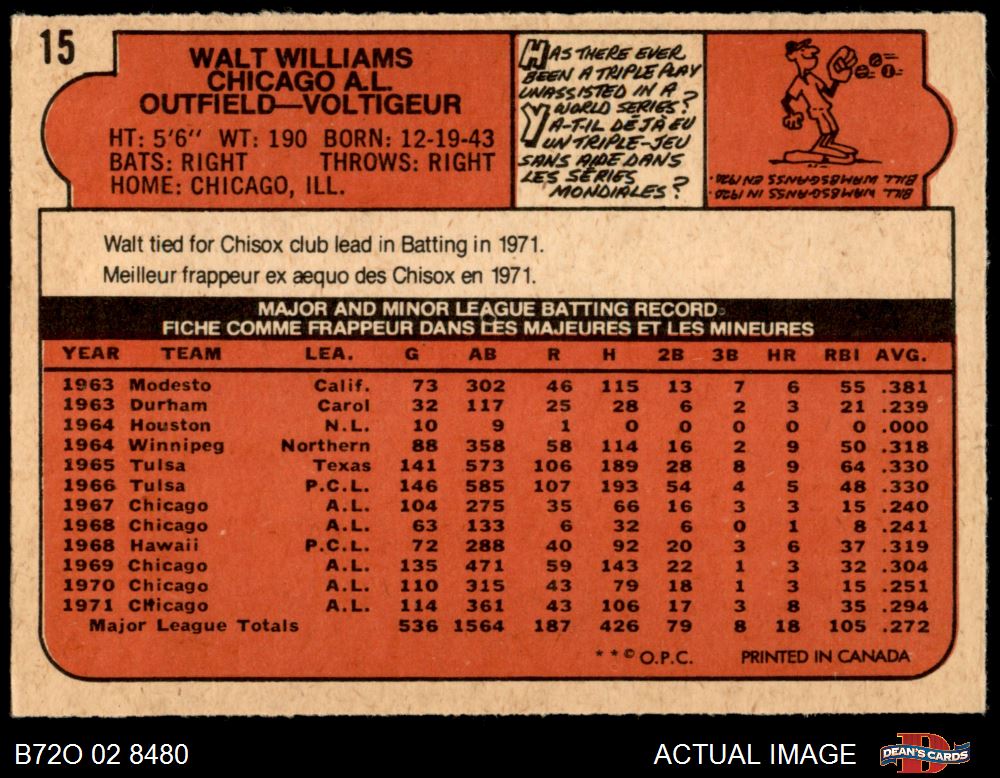 15
WALT WILLIAMS
CHICAGO A.L.
OUTFIELD—VOLTIGEUR
HT: 5'6" WT: 190 BORN: 12-19-43
BATS: RIGHT THROWS: RIGHT
HOME: CHICAGO, ILL.
HAS THERE EVER
BEEN A TRIPLE PLAY
UNASSISTED IN A
WORLD SERIES?
Y A-T-IL DÉJÀ EU
UN TRIPLE-JEU
SANS AIDE DANS
LES SÉRIES
MONDIALES?
BILL WAMBSGANSS IN 1920.
BILL WAMBSGANSS EN 1920.
Walt tied for Chisox club lead in Batting in 1971.
Meilleur frappeur ex aequo des Chisox en 1971.
MAJOR AND MINOR LEAGUE BATTING RECORD
FICHE COMME FRAPPEUR DANS LES MAJEURES ET LES MINEURES
YEAR TEAM LEA. G AB R H 2B 3B HR RBI AVG.
1963 Modesto Calif. 73 302 46 115 13 7 6 55 .381
1963 Durham Carol 32 117 25 28 6 2 3 21 .239
1964 Houston N.L. 10 9 1 0 0 0 0 0 .000
1964 Winnipeg Northern 88 358 58 114 16 2 9 50 .318
1965 Tulsa Texas 141 573 106 189 28 8 9 64 .330
1966 Tulsa P.C.L. 146 585 107 193 54 4 5 48 .330
1967 Chicago A.L. 104 275 35 66 16 3 3 15 .240
1968 Chicago A.L. 63 133 6 32 6 0 1 8 .241
1968 Hawaii P.C.L. 72 288 40 92 20 3 6 37 .319
1969 Chicago A.L. 135 471 59 143 22 1 3 32 .304
1970 Chicago A.L. 110 315 43 79 18 1 3 15 .251
1971 Chicago A.L. 114 361 43 106 17 3 8 35 .294
Major League Totals 536 1564 187 426 79 8 18 105 .272
* * © O.P.C. PRINTED IN CANADA
B72O 02 8480
ACTUAL IMAGE
D
DEAN'S CARDS